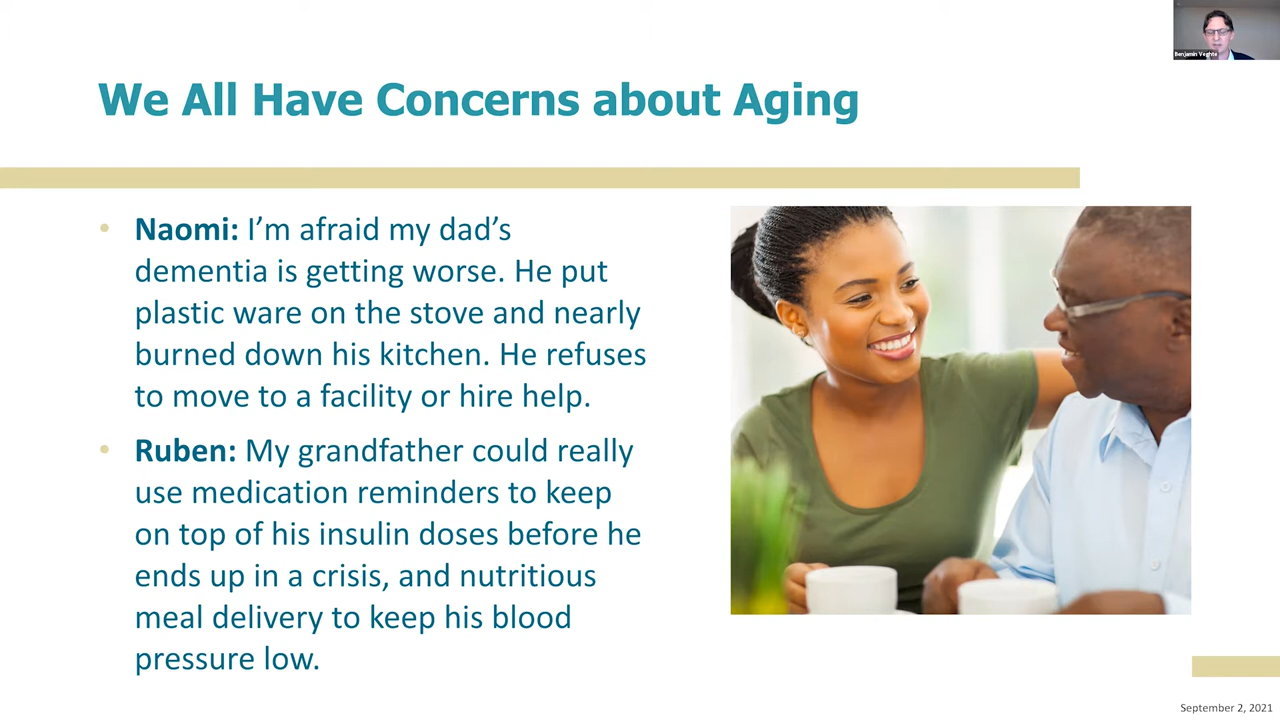 Benjamin Veghte
We All Have Concerns about Aging
• Naomi: I’m afraid my dad’s
dementia is getting worse. He put
plastic ware on the stove and nearly
burned down his kitchen. He refuses
to move to a facility or hire help.
• Ruben: My grandfather could really
use medication reminders to keep
on top of his insulin doses before he
ends up in a crisis, and nutritious
meal delivery to keep his blood
pressure low.
September 2, 2021